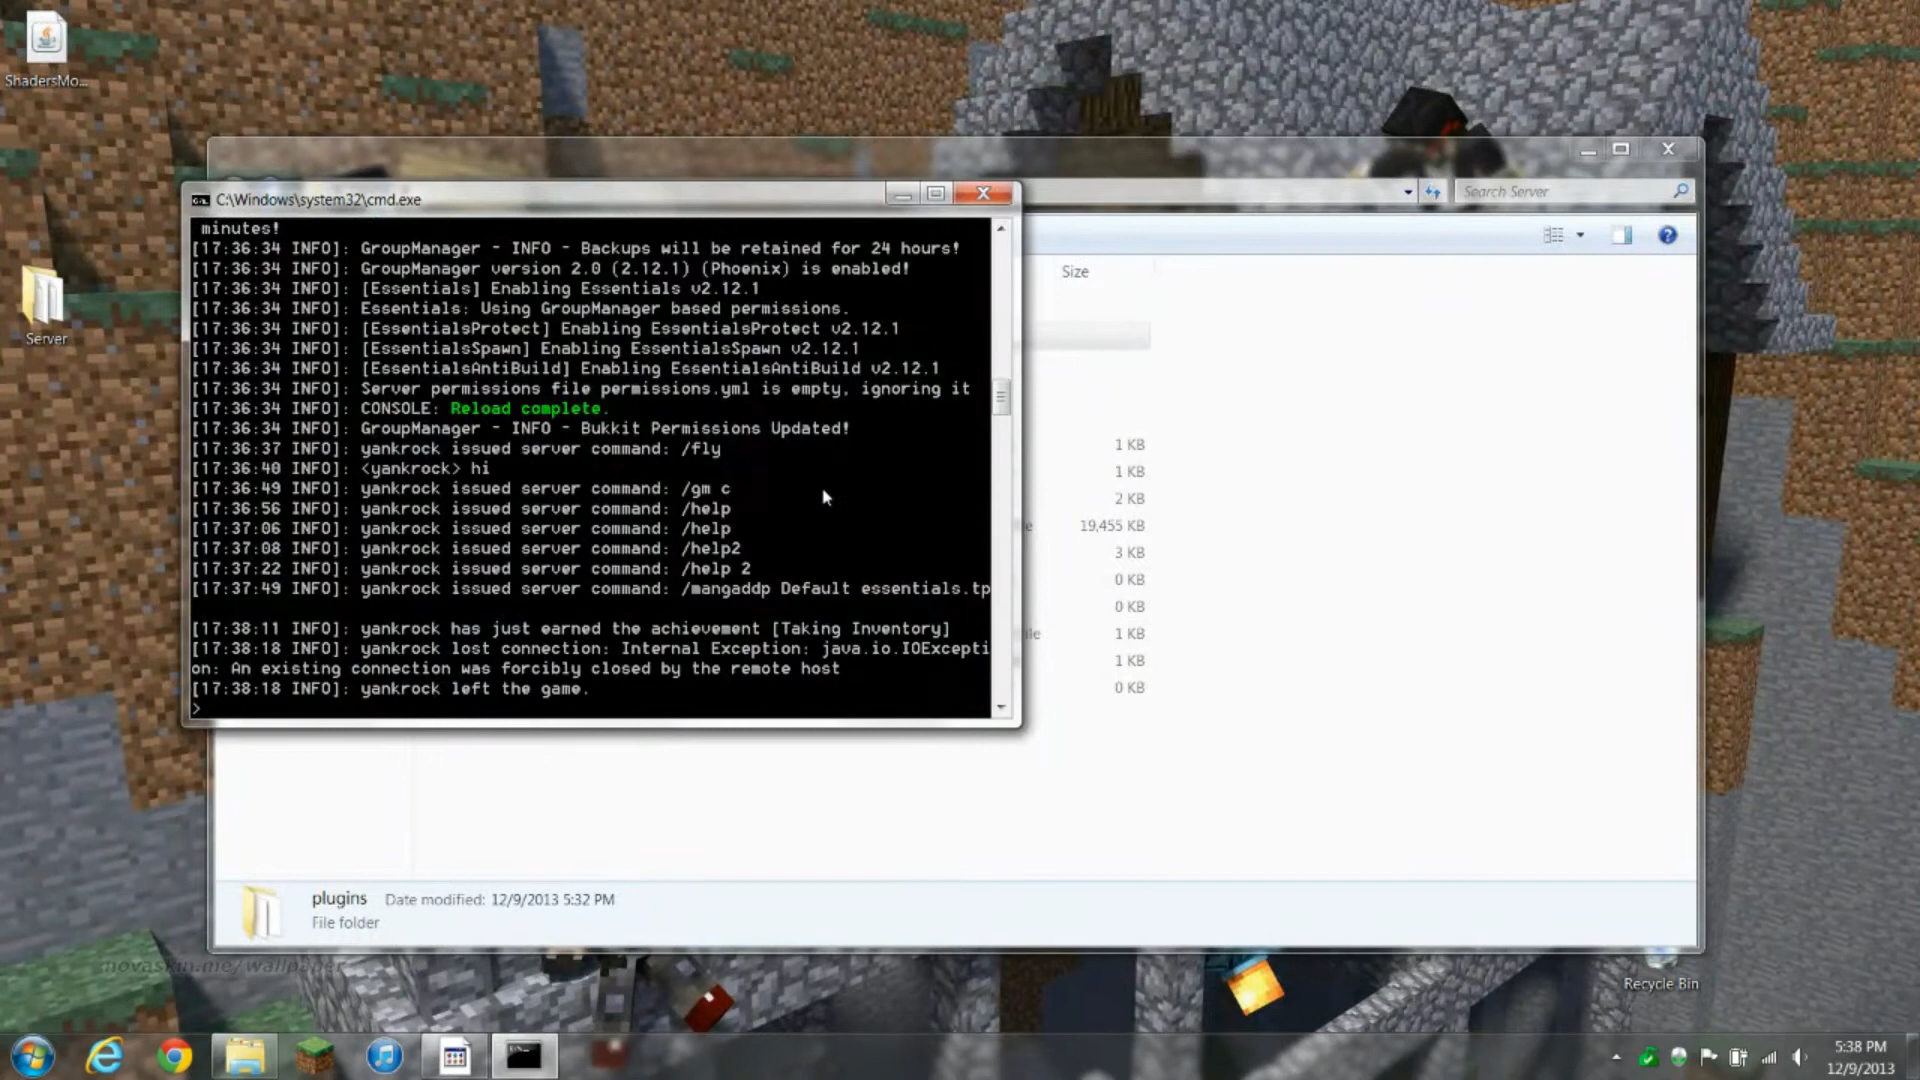 ShadersMo...
C:\Windows\system32\cmd.exe
Search Server
minutes!
[17:36:34 INFO]: GroupManager - INFO - Backups will be retained for 24 hours!
[17:36:34 INFO]: GroupManager version 2.0 (2.12.1) (Phoenix) is enabled!
[17:36:34 INFO]: [Essentials] Enabling Essentials v2.12.1
[17:36:34 INFO]: Essentials: Using GroupManager based permissions.
[17:36:34 INFO]: [EssentialsProtect] Enabling EssentialsProtect v2.12.1
[17:36:34 INFO]: [EssentialsSpawn] Enabling EssentialsSpawn v2.12.1
[17:36:34 INFO]: [EssentialsAntiBuild] Enabling EssentialsAntiBuild v2.12.1
[17:36:34 INFO]: Server permissions file permissions.yml is empty, ignoring it
[17:36:34 INFO]: CONSOLE: Reload complete.
[17:36:34 INFO]: GroupManager - INFO - Bukkit Permissions Updated!
[17:36:37 INFO]: yankrock issued server command: /fly
[17:36:40 INFO]: <yankrock> hi
[17:36:49 INFO]: yankrock issued server command: /gm c
[17:36:56 INFO]: yankrock issued server command: /help
[17:37:06 INFO]: yankrock issued server command: /help
[17:37:08 INFO]: yankrock issued server command: /help2
[17:37:22 INFO]: yankrock issued server command: /help 2
[17:37:49 INFO]: yankrock issued server command: /mangaddp Default essentials.tp
[17:38:11 INFO]: yankrock has just earned the achievement [Taking Inventory]
[17:38:18 INFO]: yankrock lost connection: Internal Exception: java.io.IOExcepti
on: An existing connection was forcibly closed by the remote host
[17:38:18 INFO]: yankrock left the game.
>
Size
1 KB
1 KB
2 KB
e 19,455 KB
3 KB
0 KB
0 KB
ile 1 KB
1 KB
0 KB
Server
plugins Date modified: 12/9/2013 5:32 PM
File folder
novaskin.me/wallpaper
Recycle Bin
5:38 PM
12/9/2013